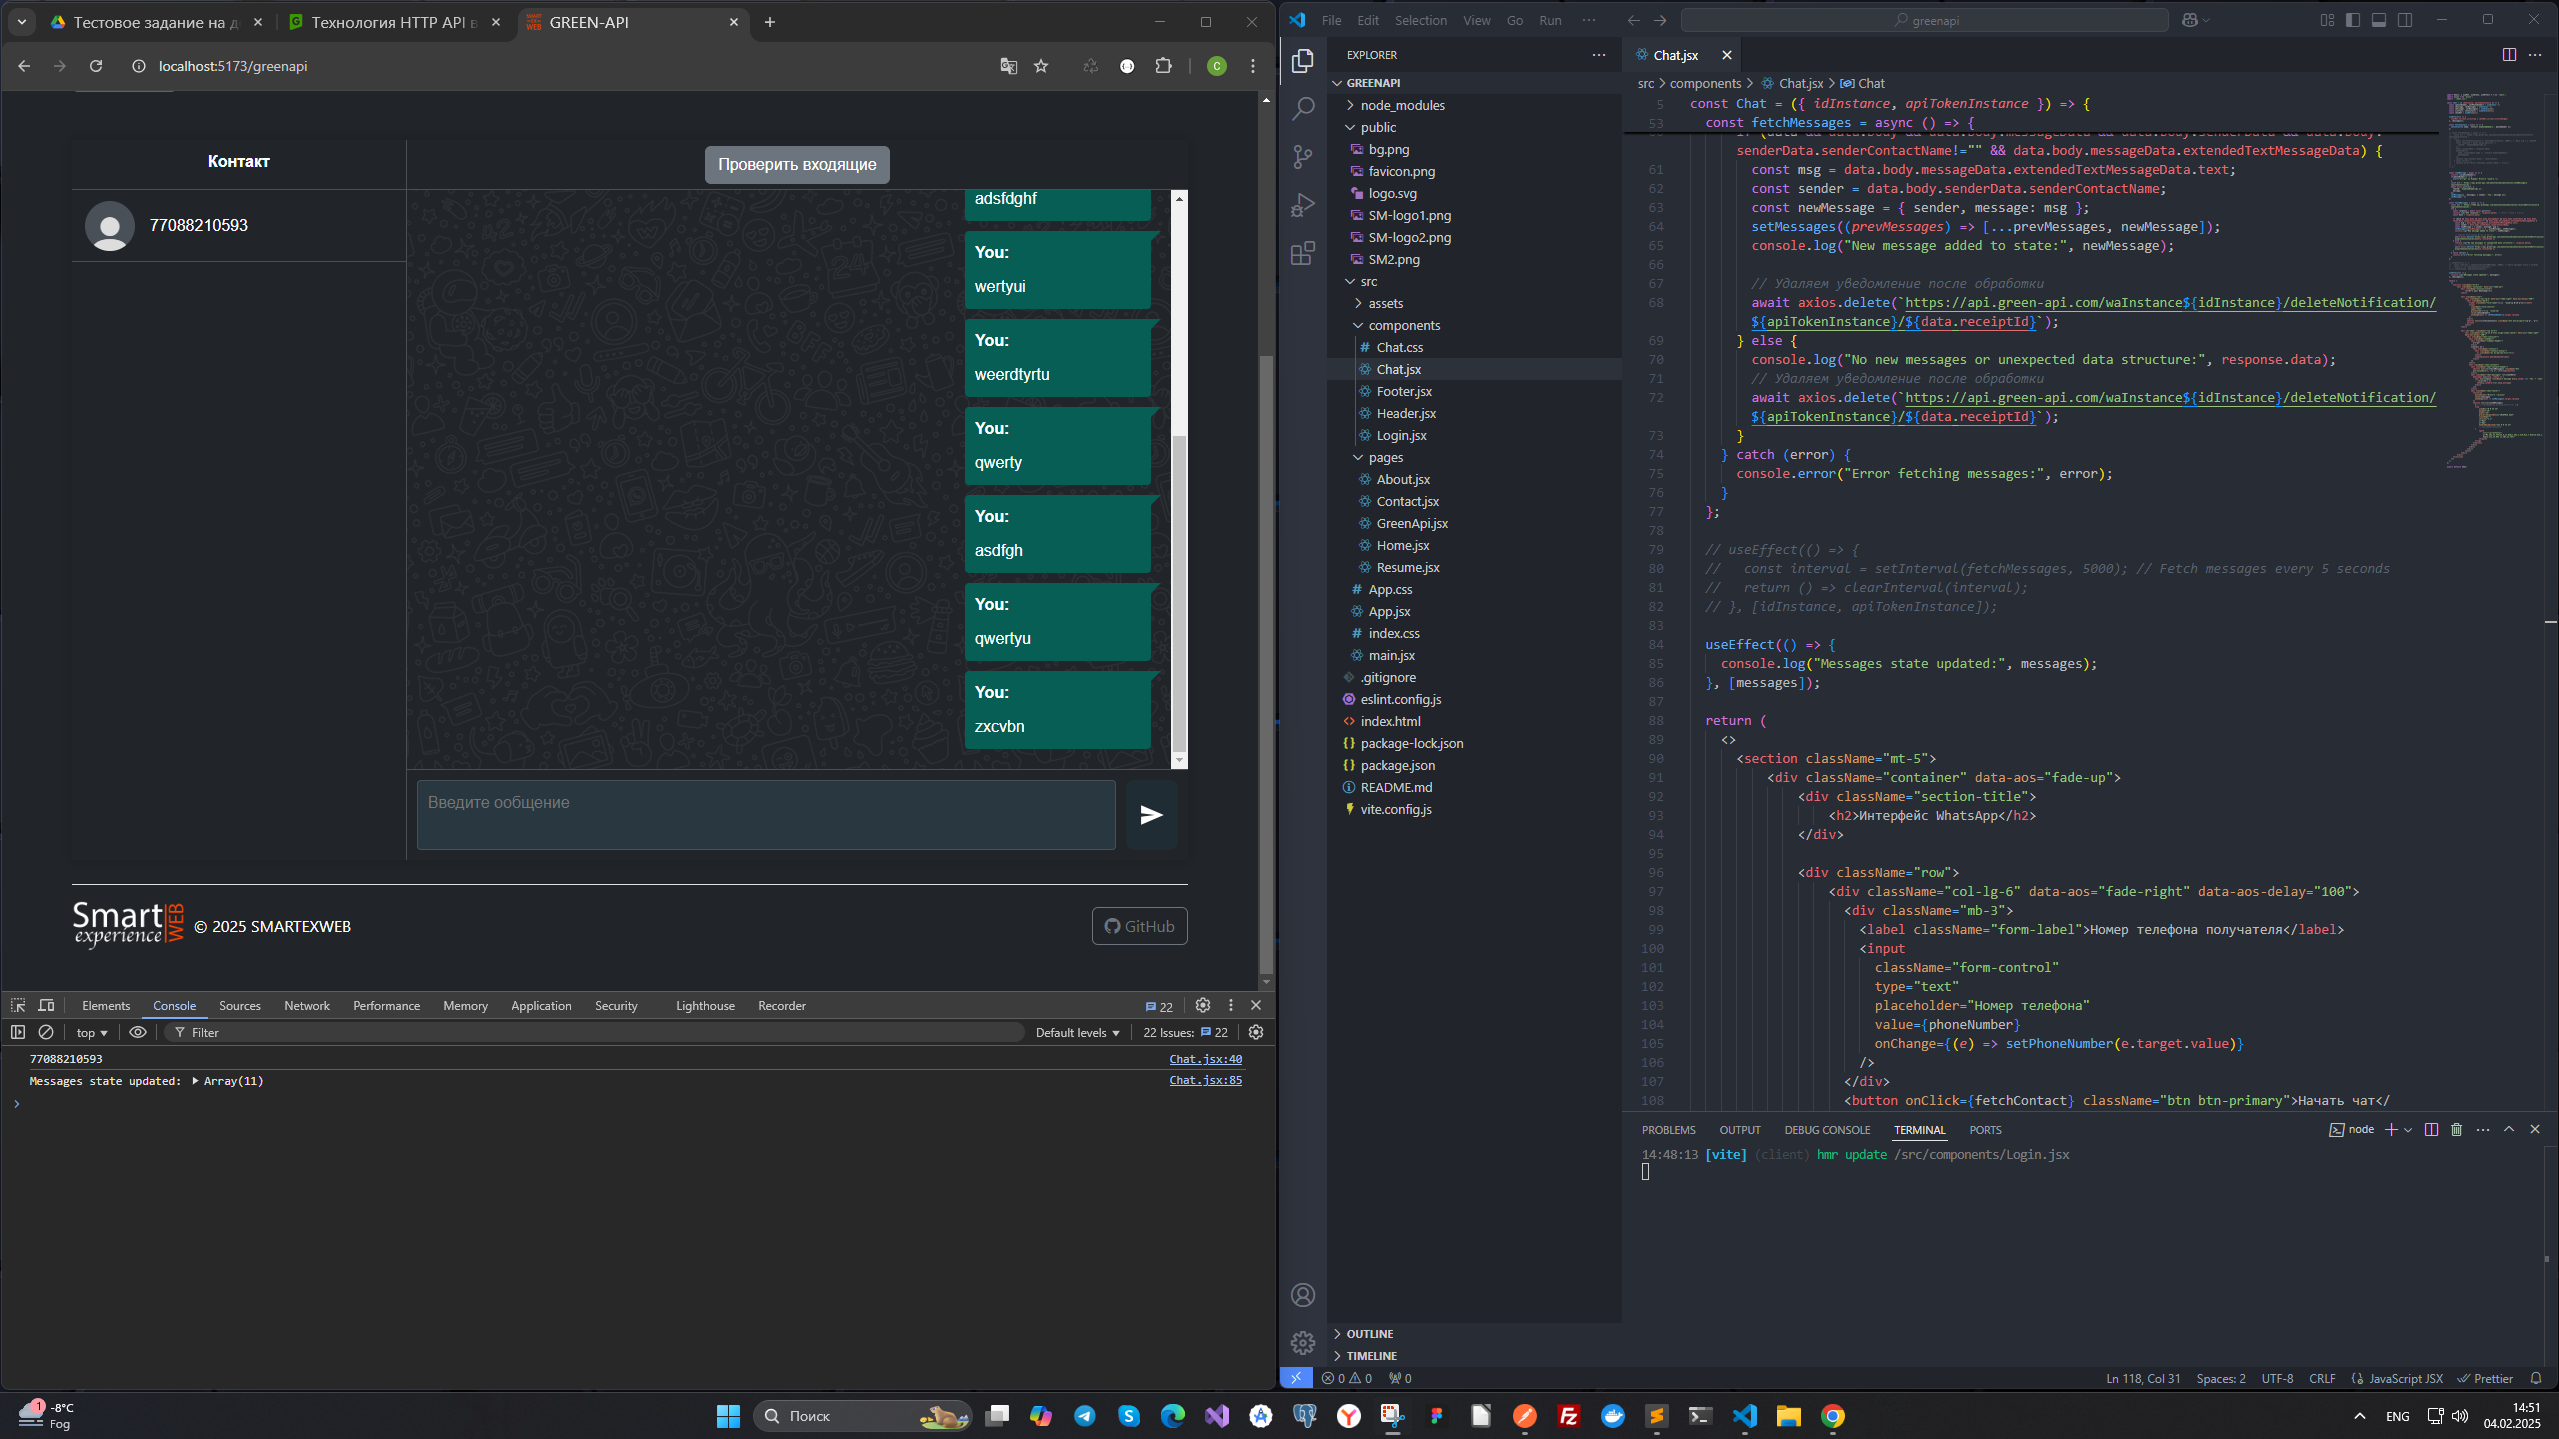 Тестовое задание на д
Технология HTTP API в
GREEN-API
localhost:5173/greenapi
C
Контакт
Проверить входящие
77088210593
adsfdghf
You:
wertyui
You:
weerdtyrtu
You:
qwerty
You:
asdfgh
You:
qwertyu
You:
zxcvbn
Введите ообщение
Smart experience WEB
© 2025 SMARTEXWEB
GitHub
Elements Console Sources Network Performance Memory Application Security Lighthouse Recorder 22
top Filter Default levels 22 Issues: 22
77088210593 Chat.jsx:40
Messages state updated: Array(11) Chat.jsx:85
File Edit Selection View Go Run
greenapi
EXPLORER
GREENAPI
node_modules
public
bg.png
favicon.png
logo.svg
SM-logo1.png
SM-logo2.png
SM2.png
src
assets
components
Chat.css
Chat.jsx
Footer.jsx
Header.jsx
Login.jsx
pages
About.jsx
Contact.jsx
GreenApi.jsx
Home.jsx
Resume.jsx
App.css
App.jsx
index.css
main.jsx
.gitignore
eslint.config.js
index.html
package-lock.json
package.json
README.md
vite.config.js
OUTLINE
TIMELINE
Chat.jsx
src > components > Chat.jsx > Chat
5 const Chat = ({ idInstance, apiTokenInstance }) => {
53 const fetchMessages = async () => {
senderData.senderContactName!="" && data.body.messageData.extendedTextMessageData) {
61 const msg = data.body.messageData.extendedTextMessageData.text;
62 const sender = data.body.senderData.senderContactName;
63 const newMessage = { sender, message: msg };
64 setMessages((prevMessages) => [...prevMessages, newMessage]);
65 console.log("New message added to state:", newMessage);
66
67 // Удаляем уведомление после обработки
68 await axios.delete(`https://api.green-api.com/waInstance${idInstance}/deleteNotification/
${apiTokenInstance}/${data.receiptId}`);
69 } else {
70 console.log("No new messages or unexpected data structure:", response.data);
71 // Удаляем уведомление после обработки
72 await axios.delete(`https://api.green-api.com/waInstance${idInstance}/deleteNotification/
${apiTokenInstance}/${data.receiptId}`);
73 }
74 } catch (error) {
75 console.error("Error fetching messages:", error);
76 }
77 };
78
79 // useEffect(() => {
80 //   const interval = setInterval(fetchMessages, 5000); // Fetch messages every 5 seconds
81 //   return () => clearInterval(interval);
82 // }, [idInstance, apiTokenInstance]);
83
84 useEffect(() => {
85 console.log("Messages state updated:", messages);
86 }, [messages]);
87
88 return (
89 <>
90 <section className="mt-5">
91 <div className="container" data-aos="fade-up">
92 <div className="section-title">
93 <h2>Интерфейс WhatsApp</h2>
94 </div>
95
96 <div className="row">
97 <div className="col-lg-6" data-aos="fade-right" data-aos-delay="100">
98 <div className="mb-3">
99 <label className="form-label">Номер телефона получателя</label>
100 <input
101 className="form-control"
102 type="text"
103 placeholder="Номер телефона"
104 value={phoneNumber}
105 onChange={(e) => setPhoneNumber(e.target.value)}
106 />
107 </div>
108 <button onClick={fetchContact} className="btn btn-primary">Начать чат</
PROBLEMS OUTPUT DEBUG CONSOLE TERMINAL PORTS node
14:48:13 [vite] (client) hmr update /src/components/Login.jsx
0 0 0
Ln 118, Col 31 Spaces: 2 UTF-8 CRLF JavaScript JSX Prettier
1
-8°C
Fog
Поиск
ENG
14:51
04.02.2025